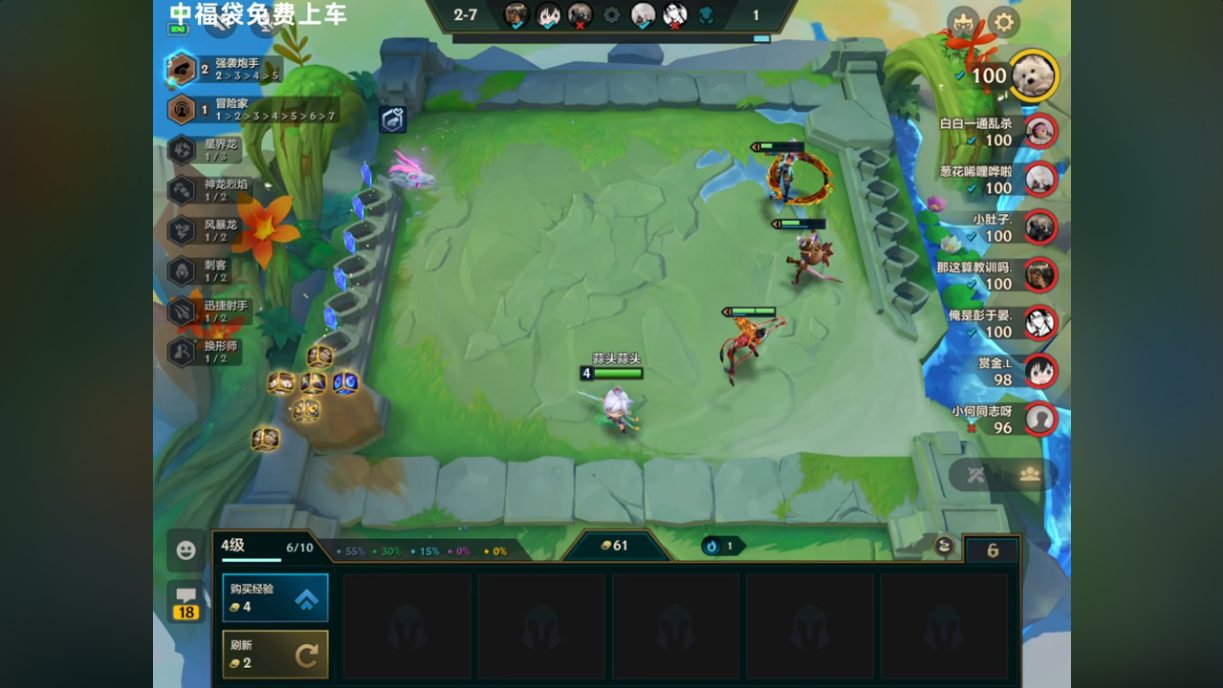 中福袋免费上车
2-7
1
2 强袭炮手
2 > 3 > 4 > 5
1 冒险家
1 > 2 > 3 > 4 > 5 > 6 > 7
星界龙
1 / 3
神龙烈焰
1 / 2
风暴龙
1 / 2
刺客
1 / 2
迅捷射手
1 / 2
换形师
1 / 2
100
白白一通乱杀
100
葱花唏哩哗啦
100
小肚子.
100
那这算教训吗.
100
俺是彭于晏.
100
赏金.L
98
小何同志呀
96
蒜头蒜头
4
18
4级
6/10
55% 30% 15% 0% 0%
61
1
6
购买经验
4
刷新
2